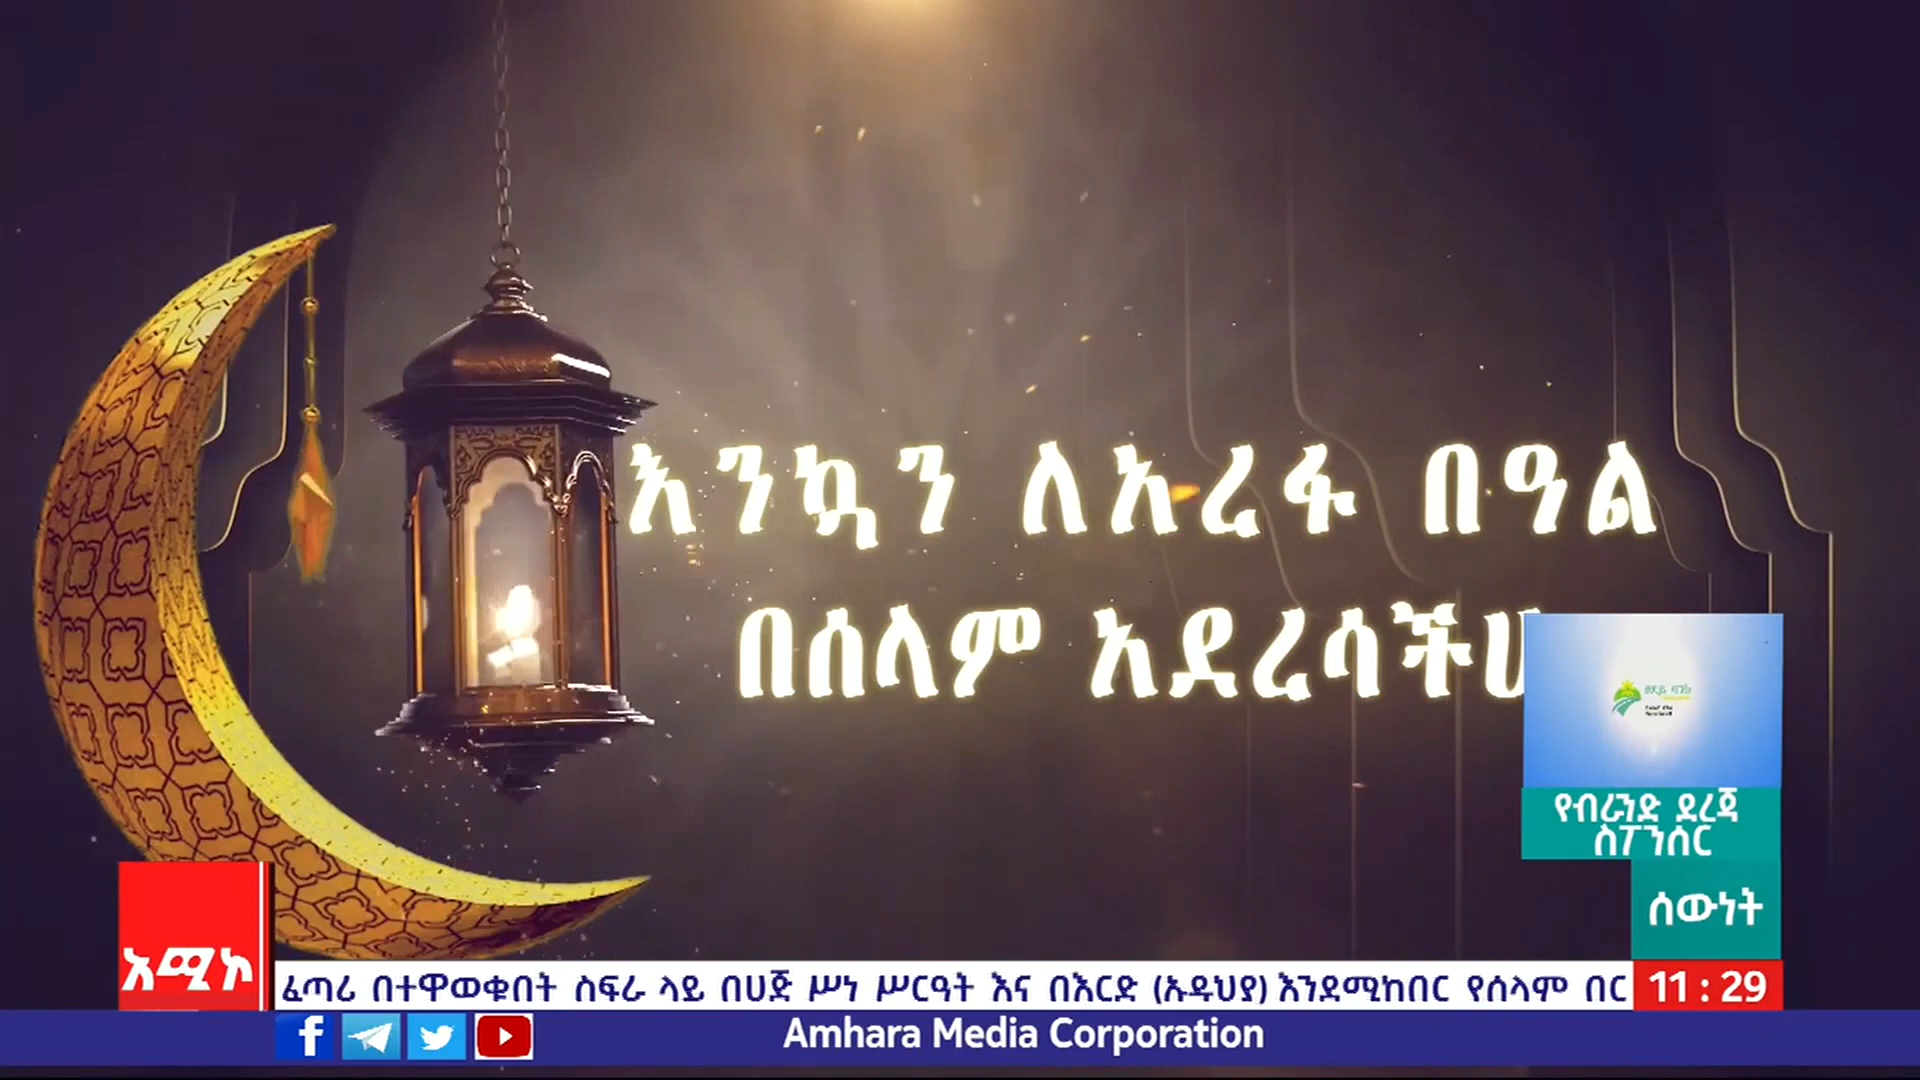 እንኳን ለአረፋ በዓል
በሰላም አደረሳችሁ
የብራንድ ደረጃ
ስፖንሰር
ሰውነት
አሚኮ
ፈጣሪ በተዋወቁበት ስፍራ ላይ በሀጅ ሥነ ሥርዓት እና በእርድ (ኡዱህያ) እንደሚከበር የሰላም በር
11 : 29
Amhara Media Corporation